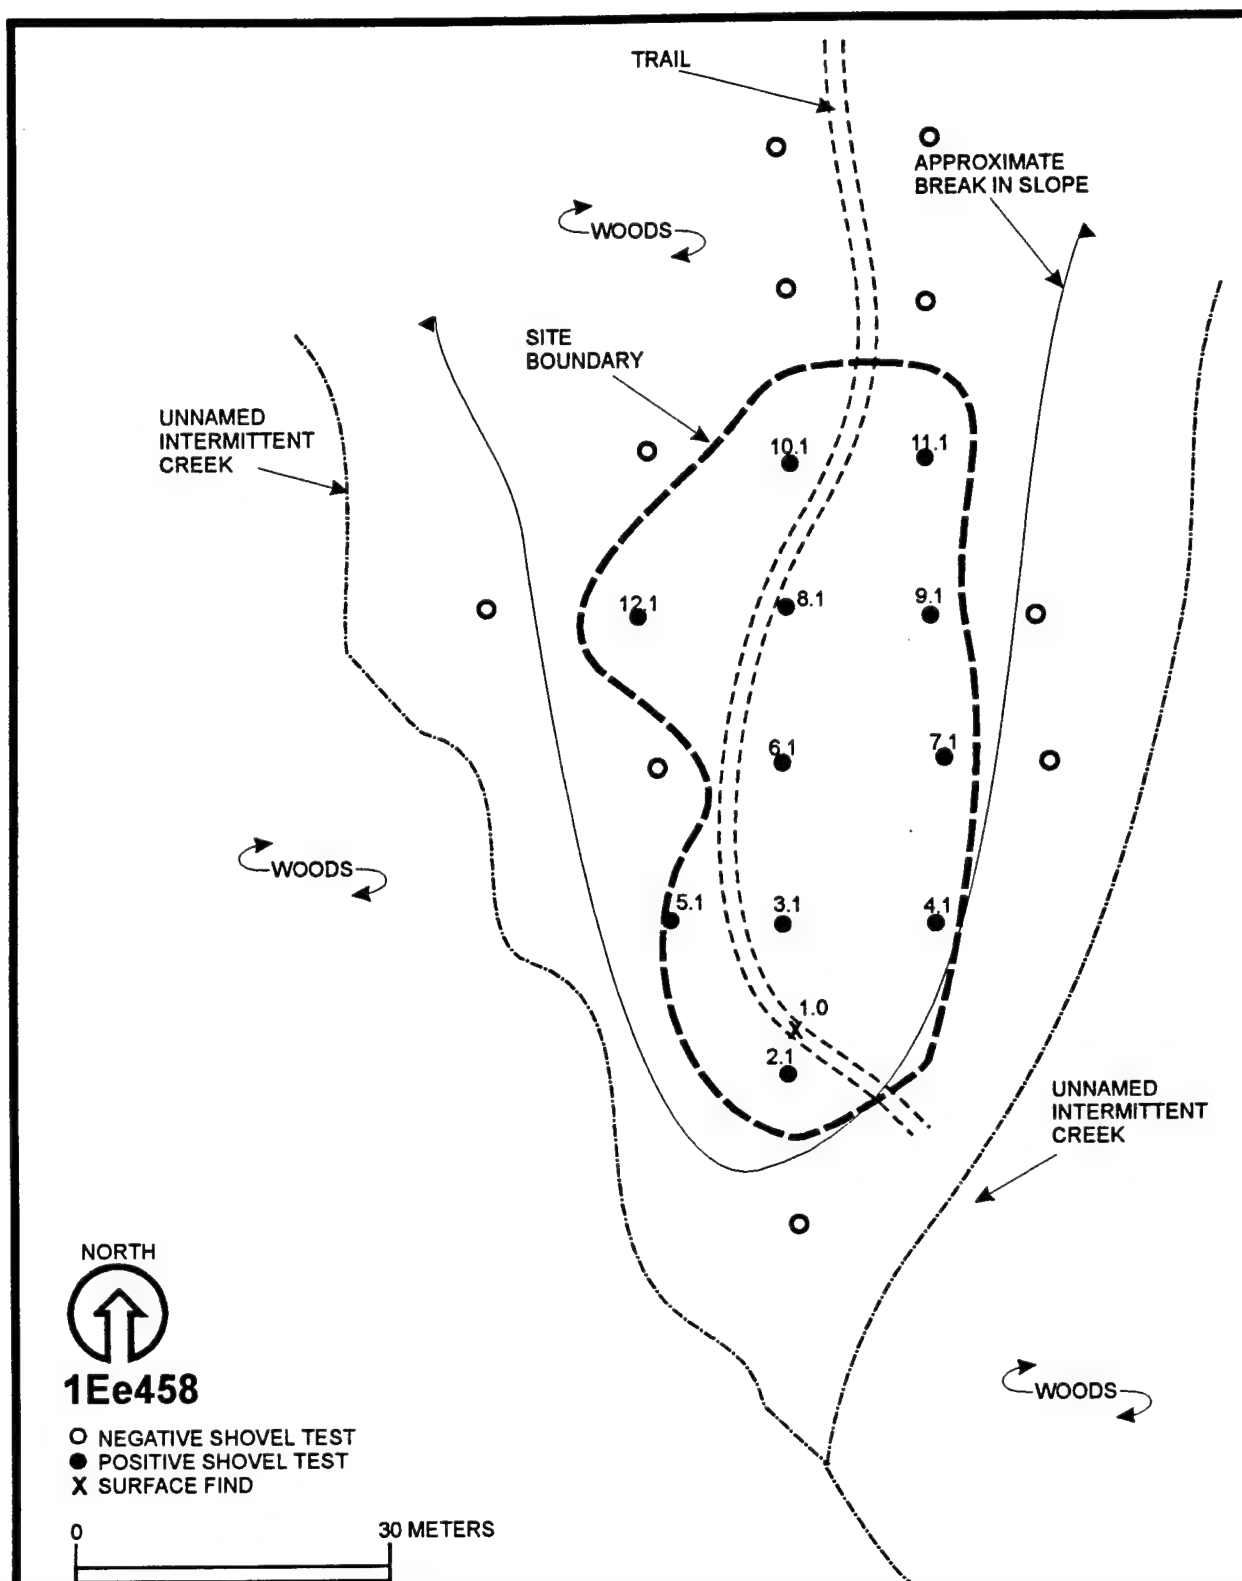 TRAIL
APPROXIMATE
BREAK IN SLOPE
WOODS
SITE
BOUNDARY
UNNAMED
INTERMITTENT
CREEK
10.1
11.1
12.1
8.1
9.1
6.1
7.1
WOODS
5.1
3.1
4.1
1.0
2.1
UNNAMED
INTERMITTENT
CREEK
NORTH
1Ee458
WOODS
NEGATIVE SHOVEL TEST
POSITIVE SHOVEL TEST
X SURFACE FIND
0 30 METERS